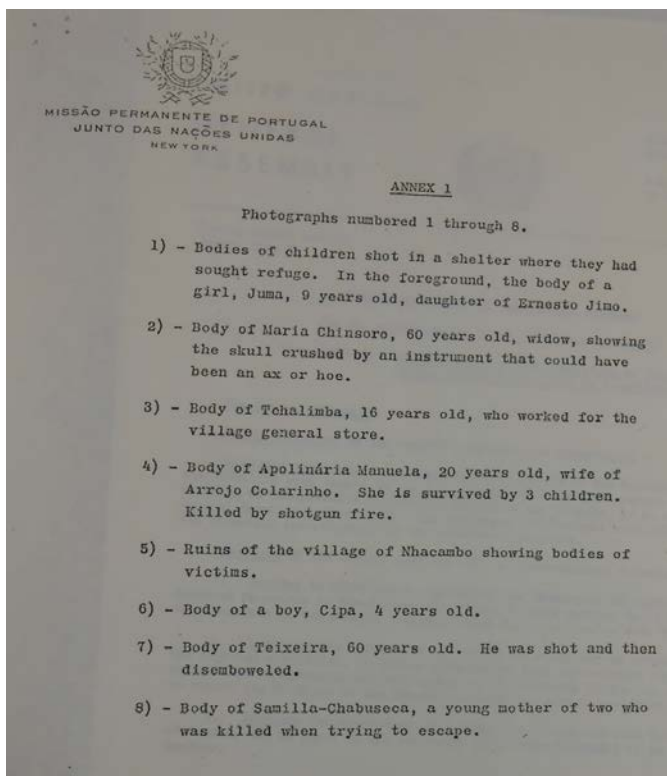 MISSÃO PERMANENTE DE PORTUGAL
JUNTO DAS NAÇÕES UNIDAS
NEW YORK
ANNEX 1
Photographs numbered 1 through 8.
1) - Bodies of children shot in a shelter where they had
sought refuge. In the foreground, the body of a
girl, Juma, 9 years old, daughter of Ernesto Jimo.
2) - Body of Maria Chinsoro, 60 years old, widow, showing
the skull crushed by an instrument that could have
been an ax or hoe.
3) - Body of Tchalimba, 16 years old, who worked for the
village general store.
4) - Body of Apolinária Manuela, 20 years old, wife of
Arrojo Colarinho. She is survived by 3 children.
Killed by shotgun fire.
5) - Ruins of the village of Nhacambo showing bodies of
victims.
6) - Body of a boy, Cipa, 4 years old.
7) - Body of Teixeira, 60 years old. He was shot and then
disemboweled.
8) - Body of Samilla-Chabuseca, a young mother of two who
was killed when trying to escape.